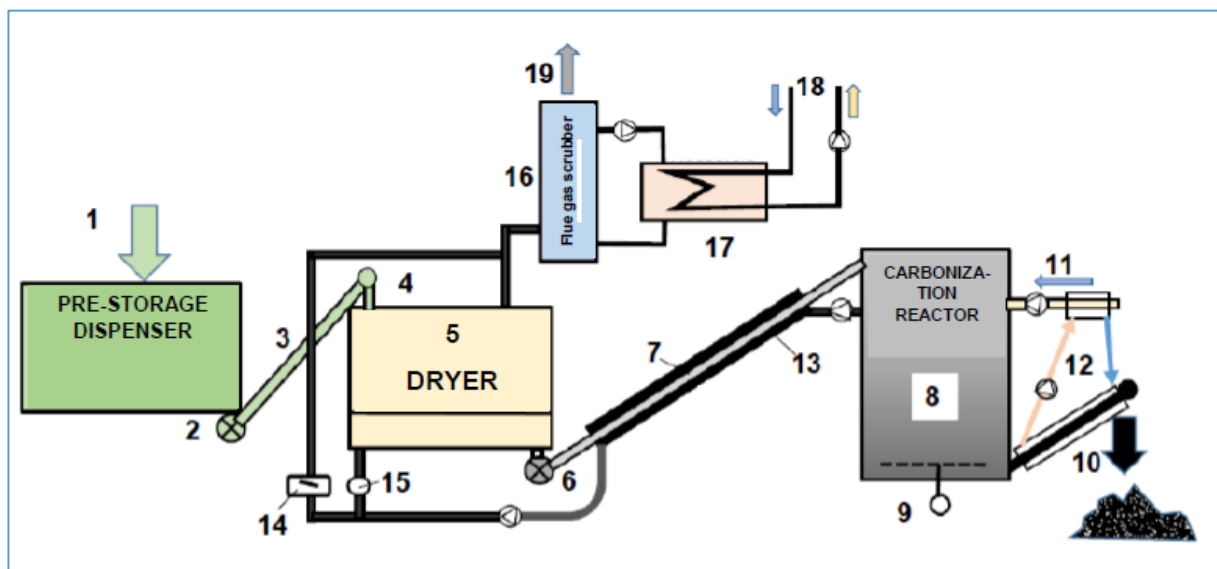 19
18
1
Flue gas scrubber
16
17
PRE-STORAGE
DISPENSER
4
3
2
5
DRYER
7
13
6
14
15
CARBONIZA-
TION
REACTOR
8
9
11
12
10